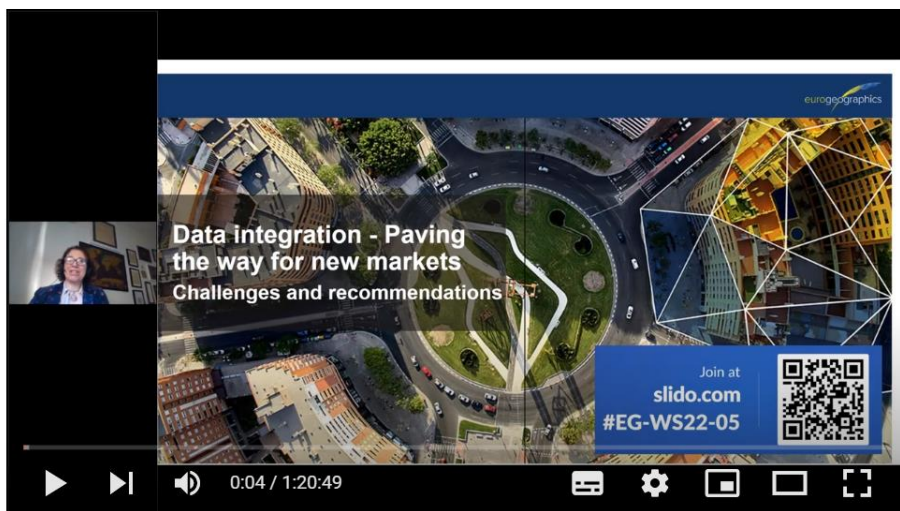 eurogeographics
Data integration - Paving
the way for new markets
Challenges and recommendations
Join at
slido.com
#EG-WS22-05
0:04 / 1:20:49